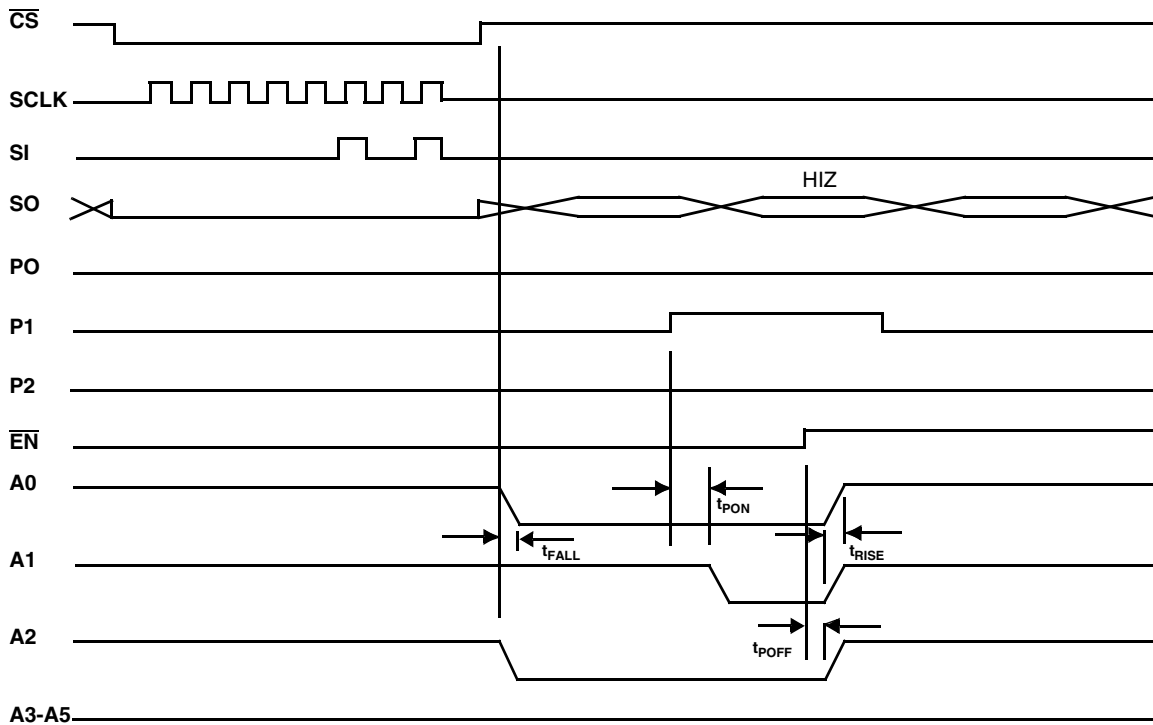 CS
SCLK
SI
SO
HIZ
PO
P1
P2
EN
A0
tPON
tFALL
tRISE
A1
A2
tPOFF
A3-A5